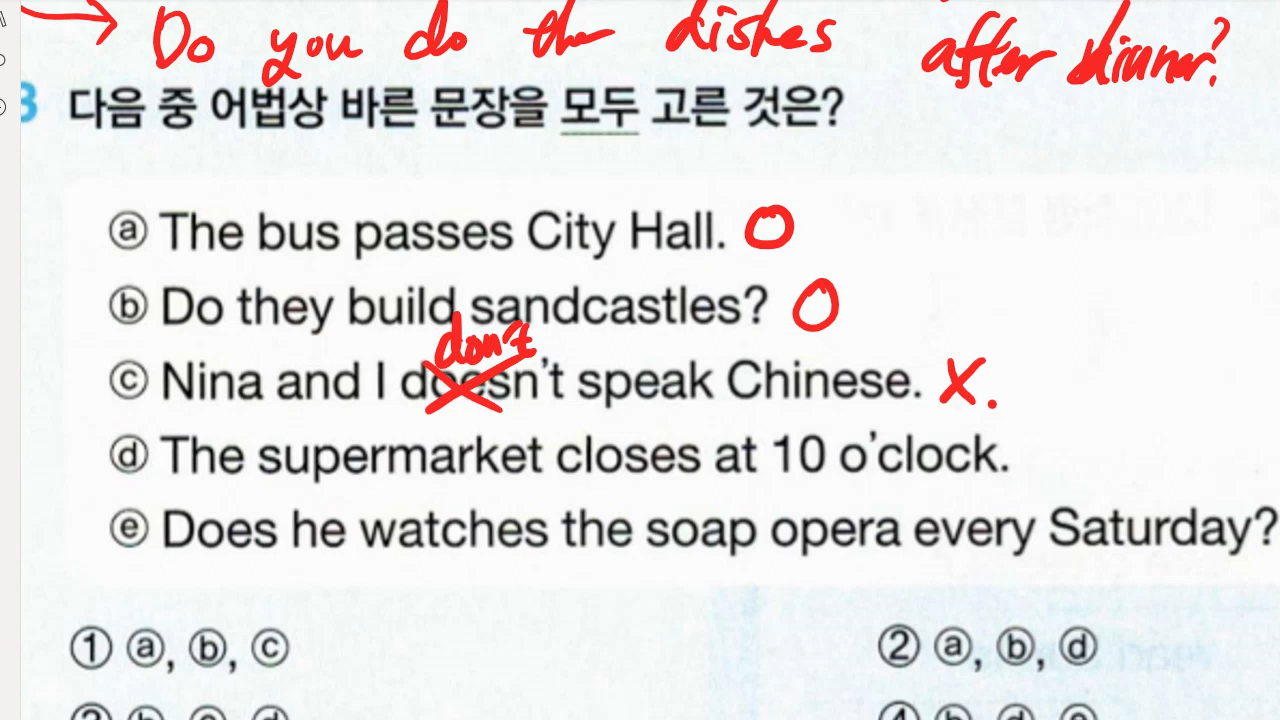 Do you do the dishes after dinner?
3 다음 중 어법상 바른 문장을 모두 고른 것은?
ⓐ The bus passes City Hall. O
ⓑ Do they build sandcastles? O
don't
ⓒ Nina and I doesn't speak Chinese. X.
ⓓ The supermarket closes at 10 o'clock.
ⓔ Does he watches the soap opera every Saturday?
① ⓐ, ⓑ, ⓒ ② ⓐ, ⓑ, ⓓ